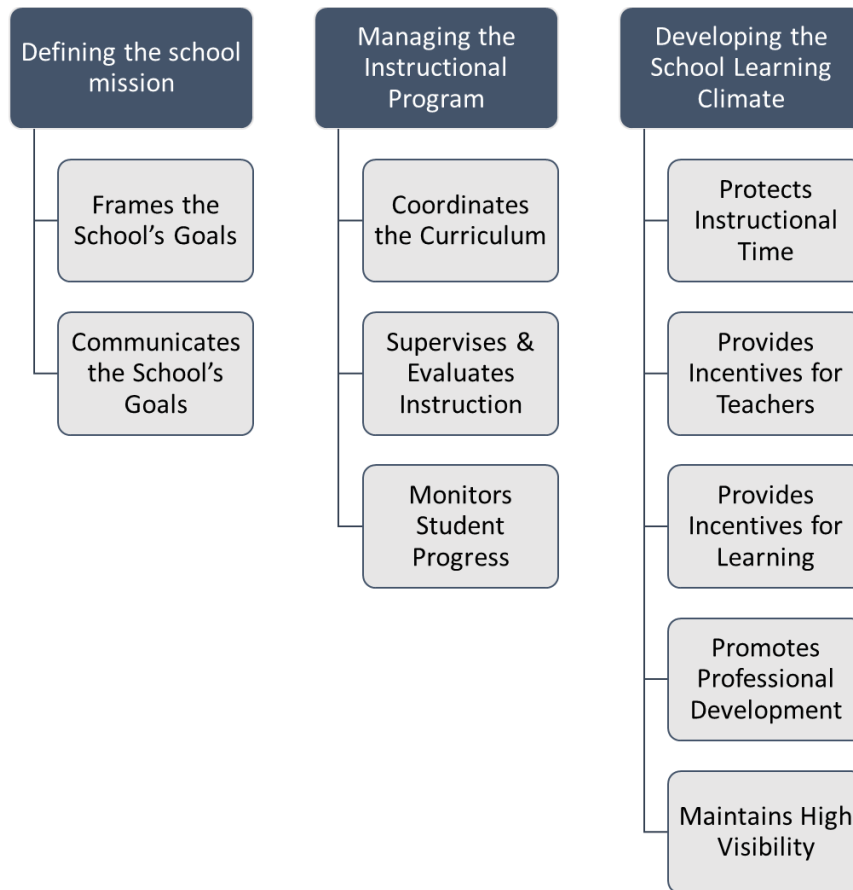 Defining the school
mission
Frames the
School’s Goals
Communicates
the School’s
Goals
Managing the
Instructional
Program
Coordinates
the Curriculum
Supervises &
Evaluates
Instruction
Monitors
Student
Progress
Developing the
School Learning
Climate
Protects
Instructional
Time
Provides
Incentives for
Teachers
Provides
Incentives for
Learning
Promotes
Professional
Development
Maintains High
Visibility